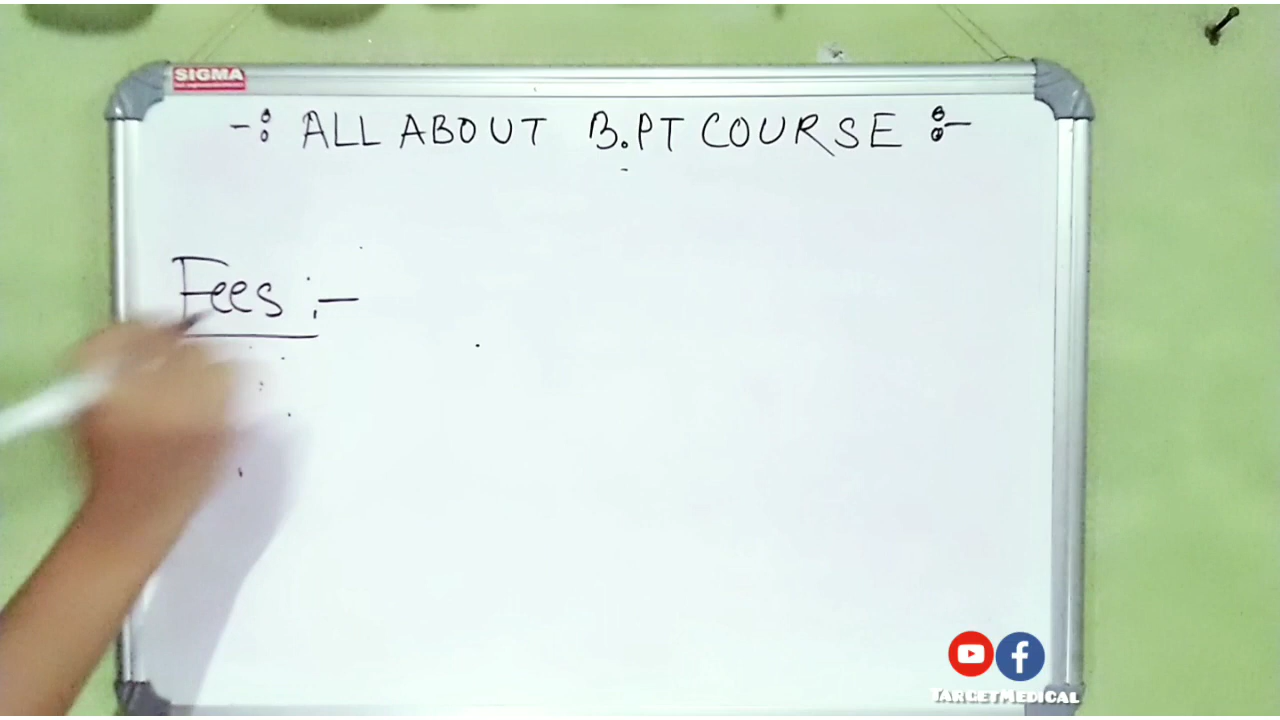 SIGMA
-: ALL ABOUT B.PT COURSE :-
Fees :-
TARGETMEDICAL